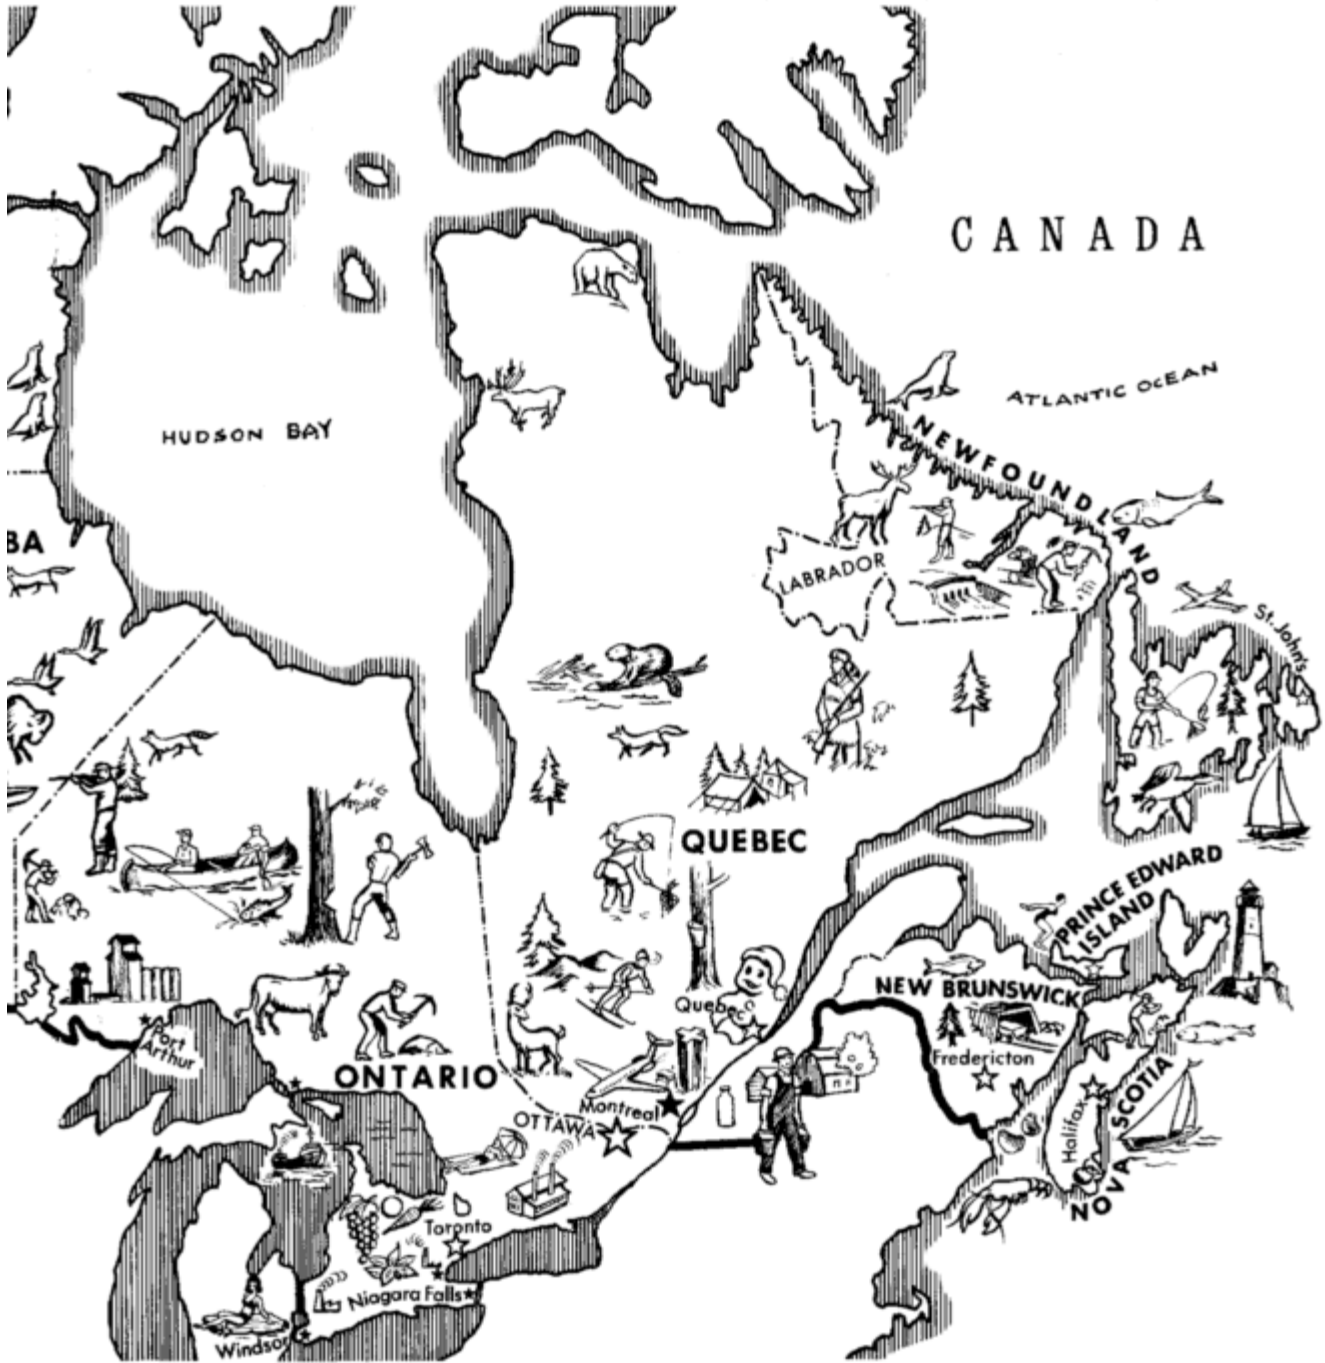 CANADA
ATLANTIC OCEAN
HUDSON BAY
NEWFOUNDLAND
BA
LABRADOR
St. John's
QUEBEC
PRINCE EDWARD
ISLAND
NEW BRUNSWICK
Quebec
Port
Arthur
Fredericton
ONTARIO
Montreal
OTTAWA
Halifax
NOVA SCOTIA
Toronto
Niagara Falls
Windsor